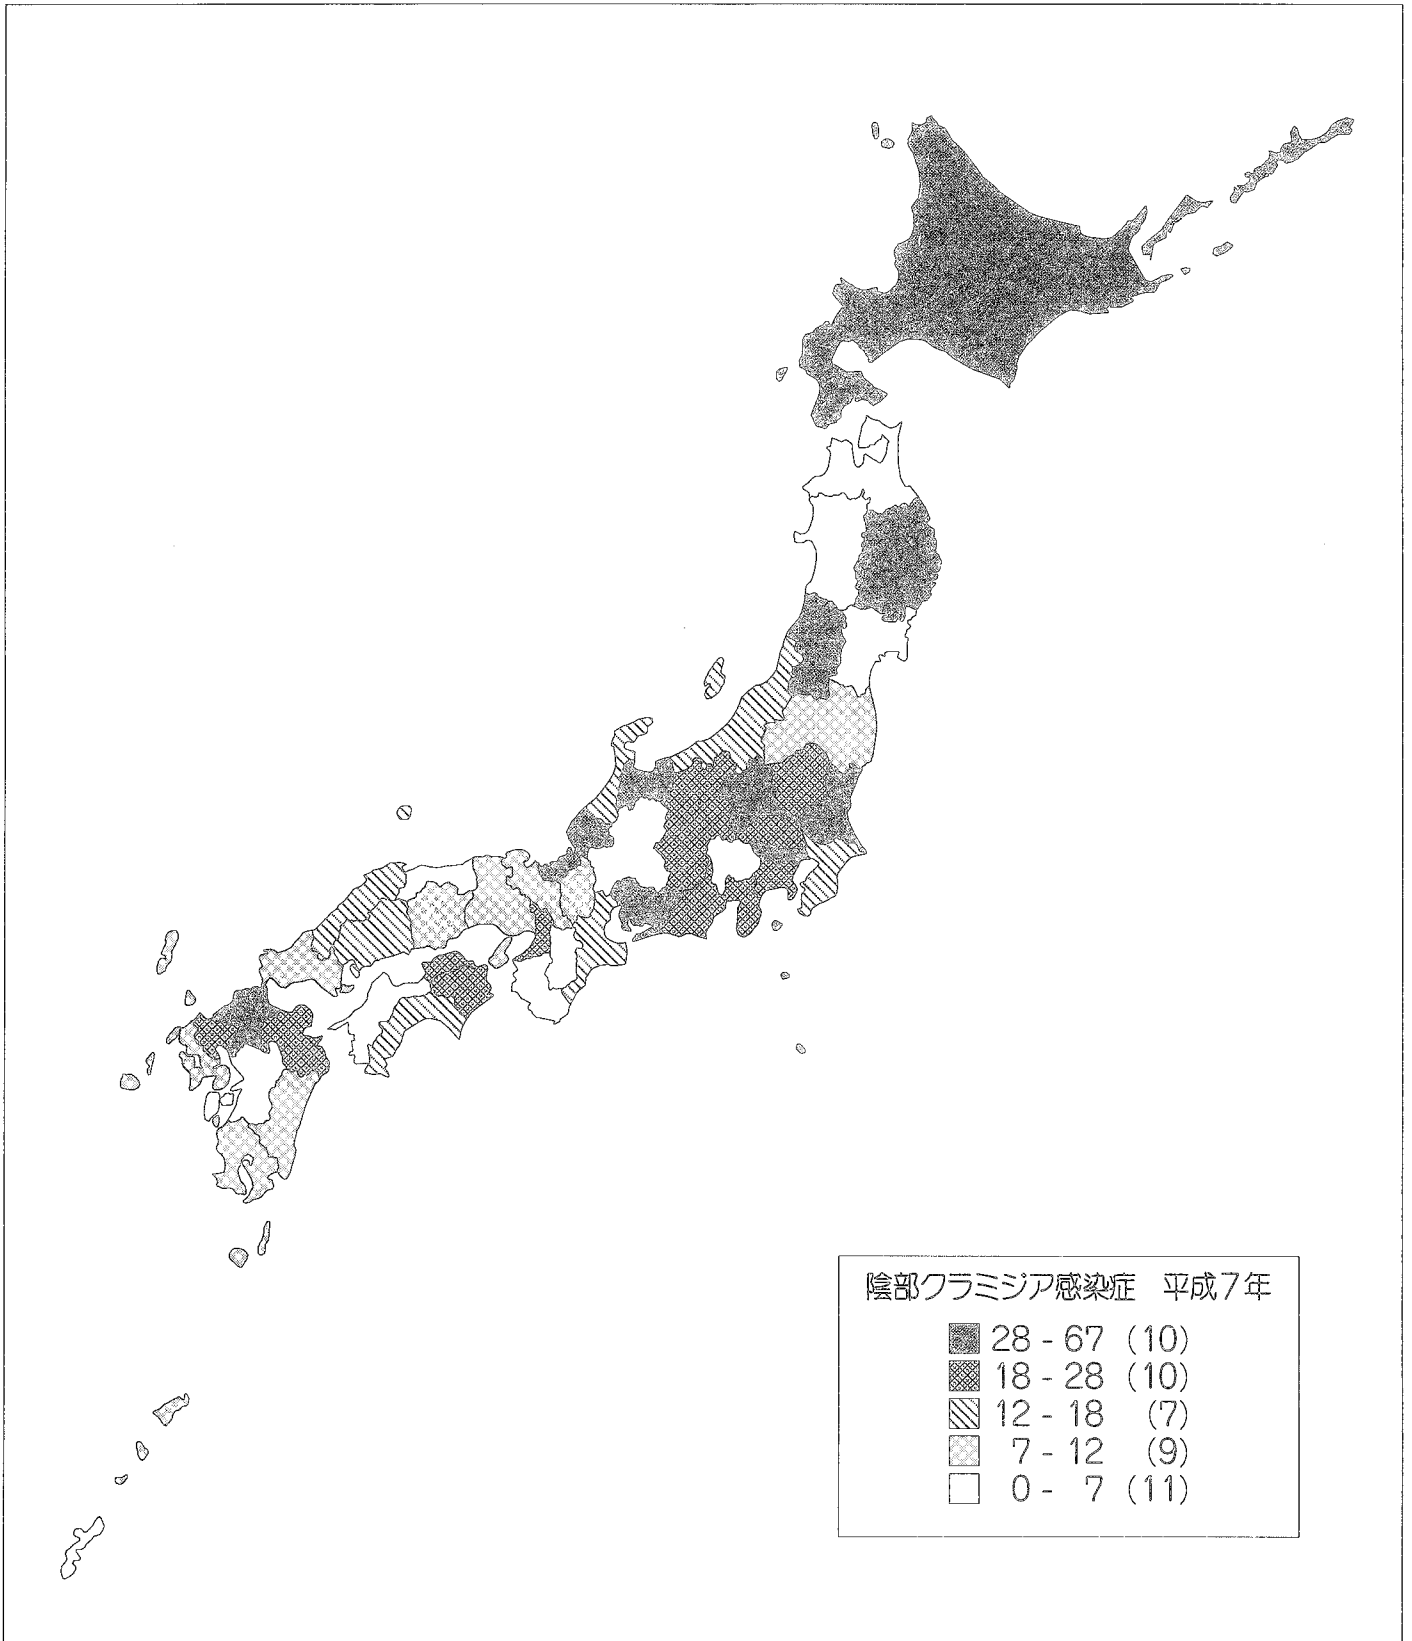 陰部クラミジア感染症 平成7年
28 - 67 (10)
18 - 28 (10)
12 - 18 (7)
7 - 12 (9)
0 - 7 (11)